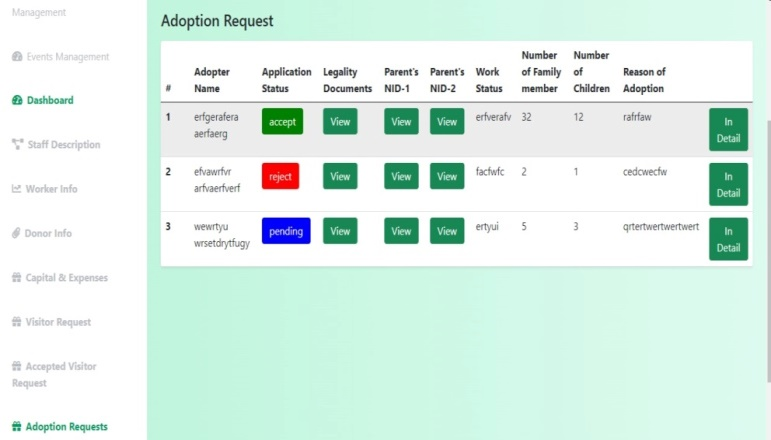 Management
Events Management
Dashboard
Staff Description
Worker Info
Donor Info
Capital & Expenses
Visitor Request
Accepted Visitor
Request
Adoption Requests
Adoption Request
# Adopter Name Application Status Legality Documents Parent's NID-1 Parent's NID-2 Work Status Number of Family member Number of Children Reason of Adoption
1 erfgerafera aerfaerg accept View View View erfverafv 32 12 rafrfaw In Detail
2 efvawrfvr arfvaerfverf reject View View View facfwfc 2 1 cedcwecfw In Detail
3 wewrtyu wrsetdrytfugy pending View View View ertyui 5 3 qrtertwertwertwert In Detail